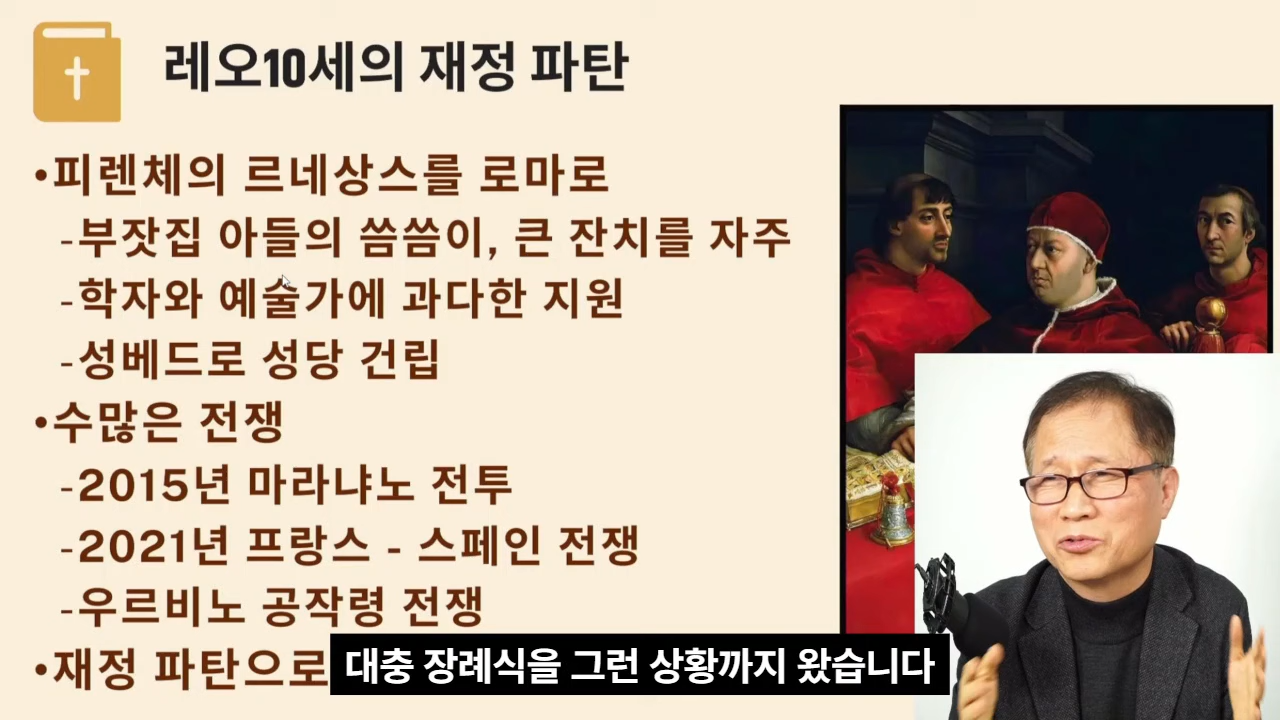 레오10세의 재정 파탄
•피렌체의 르네상스를 로마로
-부잣집 아들의 씀씀이, 큰 잔치를 자주
-학자와 예술가에 과다한 지원
-성베드로 성당 건립
•수많은 전쟁
-2015년 마라냐노 전투
-2021년 프랑스 - 스페인 전쟁
-우르비노 공작령 전쟁
•재정 파탄으로
대충 장례식을 그런 상황까지 왔습니다